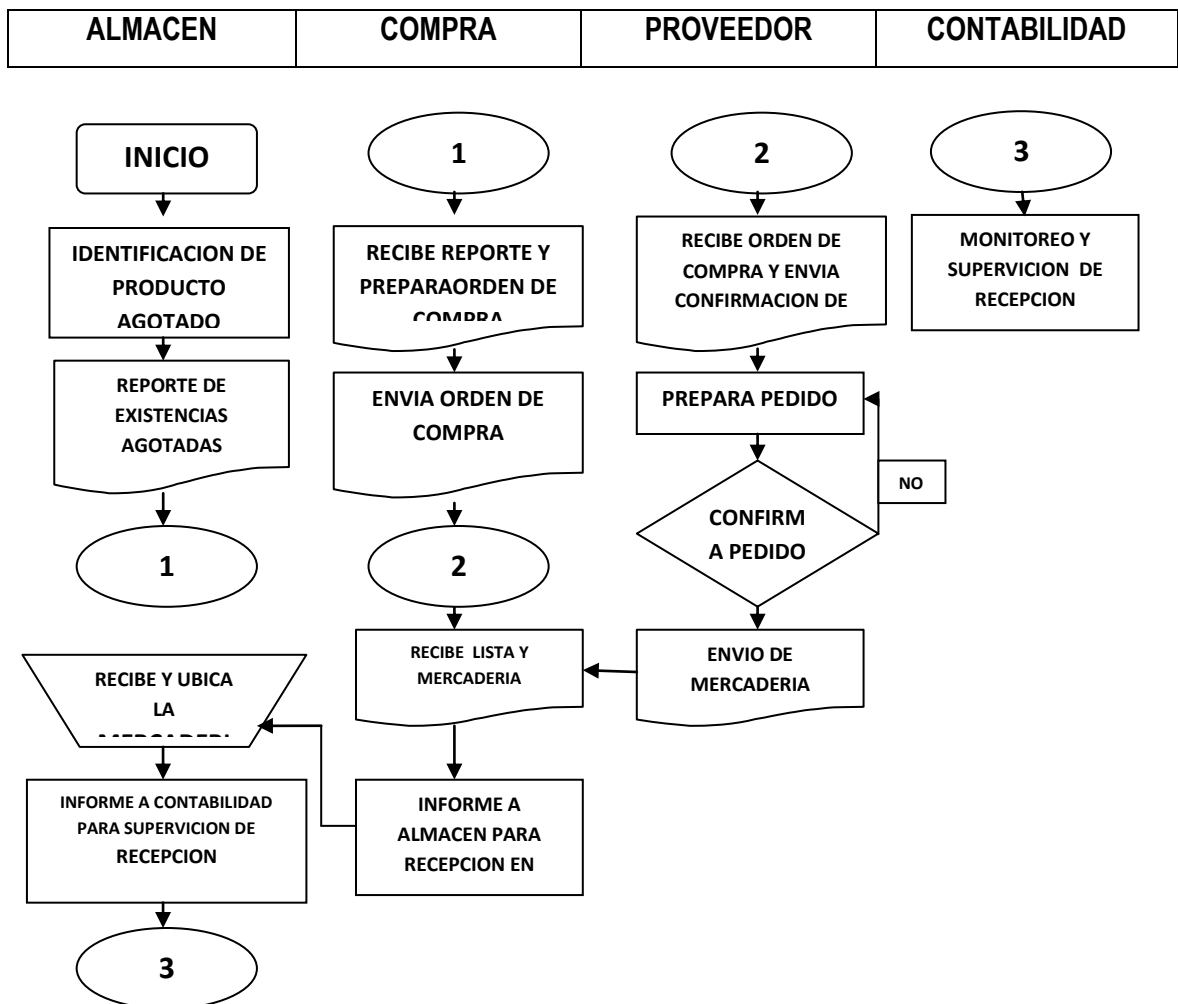 ALMACEN
COMPRA
PROVEEDOR
CONTABILIDAD
INICIO
IDENTIFICACION DE
PRODUCTO
AGOTADO
REPORTE DE
EXISTENCIAS
AGOTADAS
1
RECIBE Y UBICA
LA
INFORME A CONTABILIDAD
PARA SUPERVICION DE
RECEPCION
3
1
RECIBE REPORTE Y
PREPARAORDEN DE
COMPRA
ENVIA ORDEN DE
COMPRA
2
RECIBE LISTA Y
MERCADERIA
INFORME A
ALMACEN PARA
RECEPCION EN
2
RECIBE ORDEN DE
COMPRA Y ENVIA
CONFIRMACION DE
PREPARA PEDIDO
NO
CONFIRM
A PEDIDO
ENVIO DE
MERCADERIA
3
MONITOREO Y
SUPERVICION DE
RECEPCION